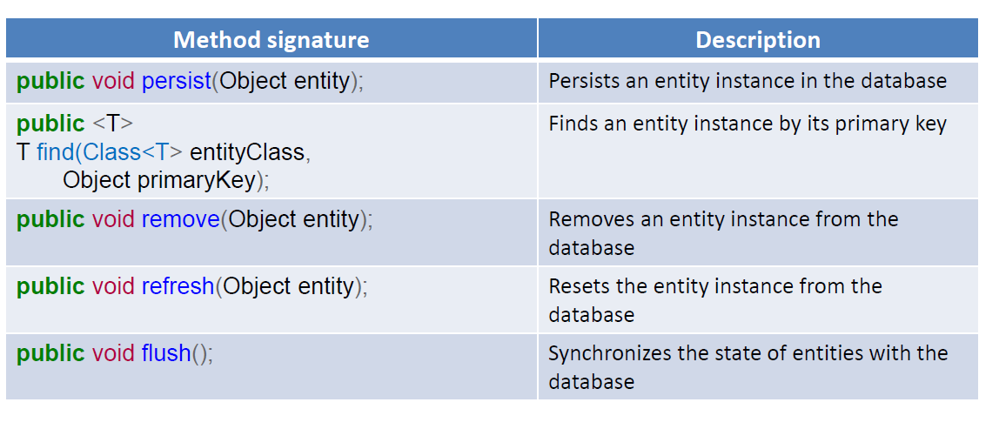 Method signature
Description
public void persist(Object entity);
Persists an entity instance in the database
public <T>
T find(Class<T> entityClass,
Object primaryKey);
Finds an entity instance by its primary key
public void remove(Object entity);
Removes an entity instance from the
database
public void refresh(Object entity);
Resets the entity instance from the
database
public void flush();
Synchronizes the state of entities with the
database